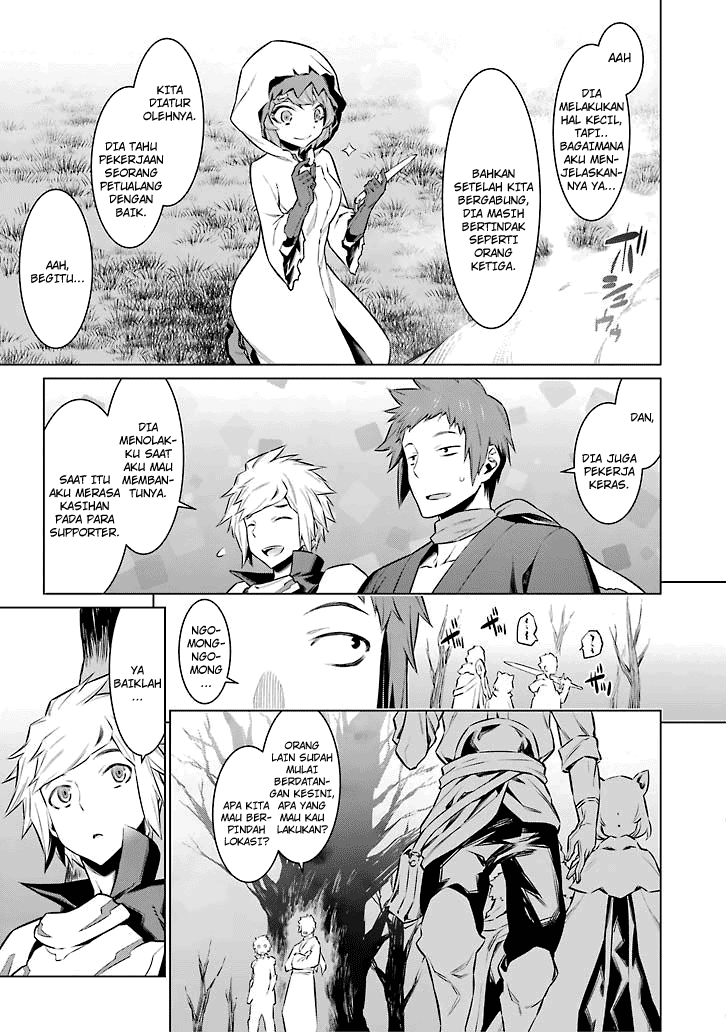 AAH
DIA
MELAKUKAN
HAL KECIL,
TAPI..
BAGAIMANA
AKU MEN-
JELASKAN-
NYA YA...
BAHKAN
SETELAH KITA
BERGABUNG,
DIA MASIH
BERTINDAK
SEPERTI
ORANG
KETIGA.
KITA
DIATUR
OLEHNYA.
DIA TAHU
PEKERJAAN
SEORANG
PETUALANG
DENGAN
BAIK.
AAH,
BEGITU...
DAN,
DIA JUGA
PEKERJA
KERAS.
DIA
MENOLAK-
KU SAAT
AKU MAU
MEMBAN-
TUNYA.
SAAT ITU
AKU MERASA
KASIHAN
PADA PARA
SUPPORTER.
NGO-
MONG-
NGO-
MONG
...
YA
BAIKLAH
...
ORANG
LAIN SUDAH
MULAI
BERDATAN-
GAN KESINI,
APA YANG
MAU KAU
LAKUKAN?
APA KITA
MAU BER-
PINDAH
LOKASI?